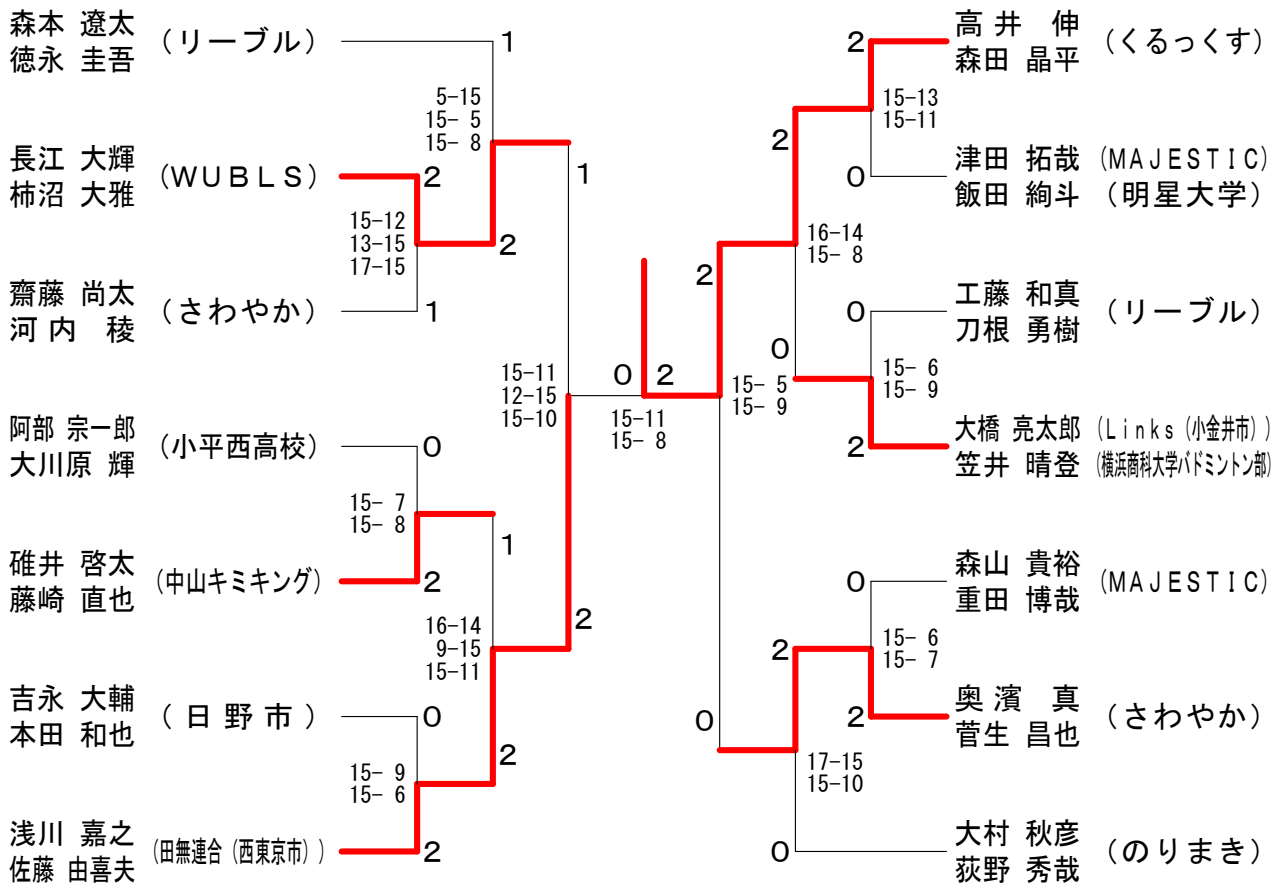 森本 遼太
徳永 圭吾
(リーブル)
1
5-15
15- 5
15- 8
長江 大輝
柿沼 大雅
(ＷＵＢＬＳ)
2
15-12
13-15
17-15
2
齋藤 尚太
河内 稜
(さわやか)
1
1
15-11
12-15
15-10
阿部 宗一郎
大川原 輝
(小平西高校)
0
15- 7
15- 8
1
碓井 啓太
藤崎 直也
(中山キミキング)
2
16-14
9-15
15-11
2
吉永 大輔
本田 和也
(日野市)
0
15- 9
15- 6
2
浅川 嘉之
佐藤 由喜夫
(田無連合(西東京市))
2
0
2
15-11
15- 8
高井 伸
森田 晶平
(くるっくす)
2
15-13
15-11
2
津田 拓哉 (MAJESTIC)
飯田 絢斗 (明星大学)
0
16-14
15- 8
2
工藤 和真
刀根 勇樹
(リーブル)
0
0
15- 6
15- 9
15- 5
15- 9
大橋 亮太郎 (Links(小金井市))
笠井 晴登 (横浜商科大学バドミントン部)
2
森山 貴裕
重田 博哉
(MAJESTIC)
0
15- 6
15- 7
2
奥濱 真
菅生 昌也
(さわやか)
2
0
17-15
15-10
大村 秋彦
荻野 秀哉
(のりまき)
0